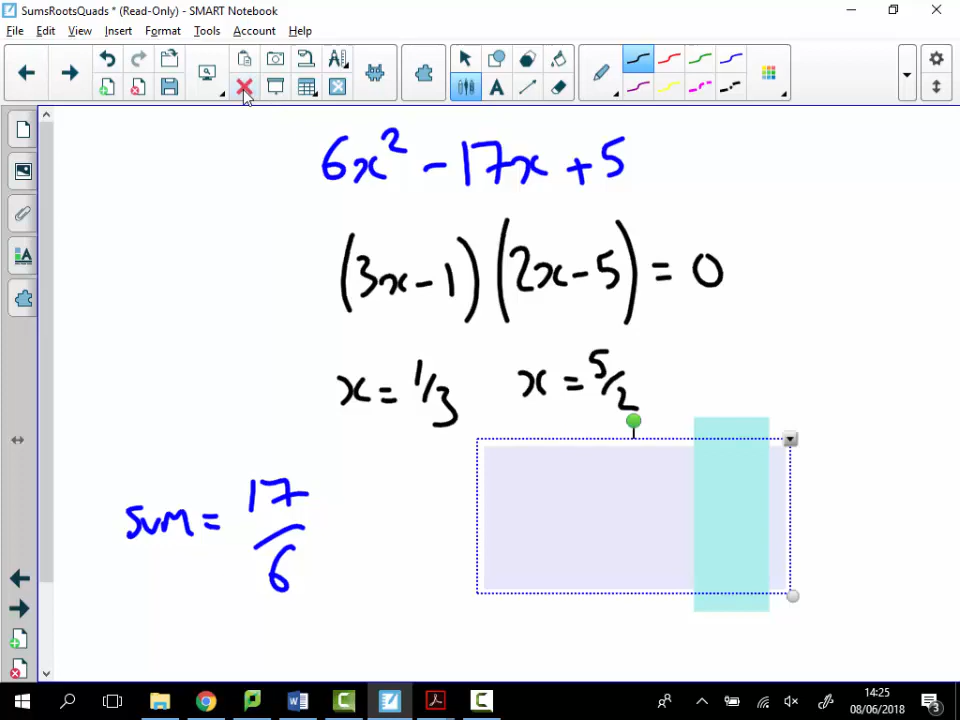 SumsRootsQuads * (Read-Only) — SMART Notebook
File Edit View Insert Format Tools Account Help
6x² - 17x + 5
(3x - 1)(2x - 5) = 0
x = 1/3 x = 5/2
sum = 17/6
14:25
08/06/2018
3